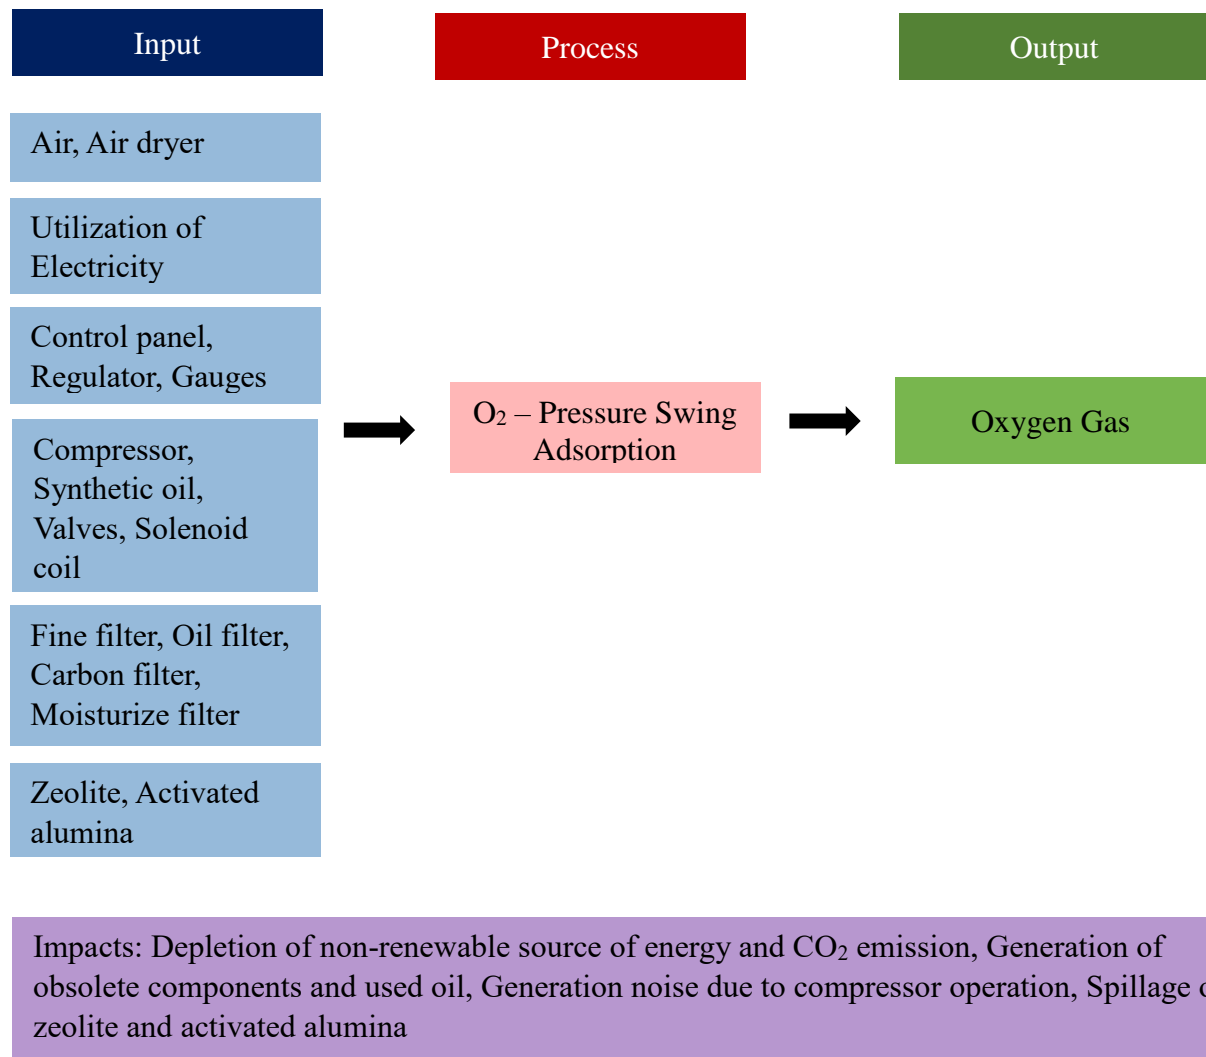 Input
Process
Output
Air, Air dryer
Utilization of
Electricity
Control panel,
Regulator, Gauges
Compressor,
Synthetic oil,
Valves, Solenoid
coil
Fine filter, Oil filter,
Carbon filter,
Moisturize filter
Zeolite, Activated
alumina
O₂ – Pressure Swing
Adsorption
Oxygen Gas
Impacts: Depletion of non-renewable source of energy and CO₂ emission, Generation of
obsolete components and used oil, Generation noise due to compressor operation, Spillage
zeolite and activated alumina